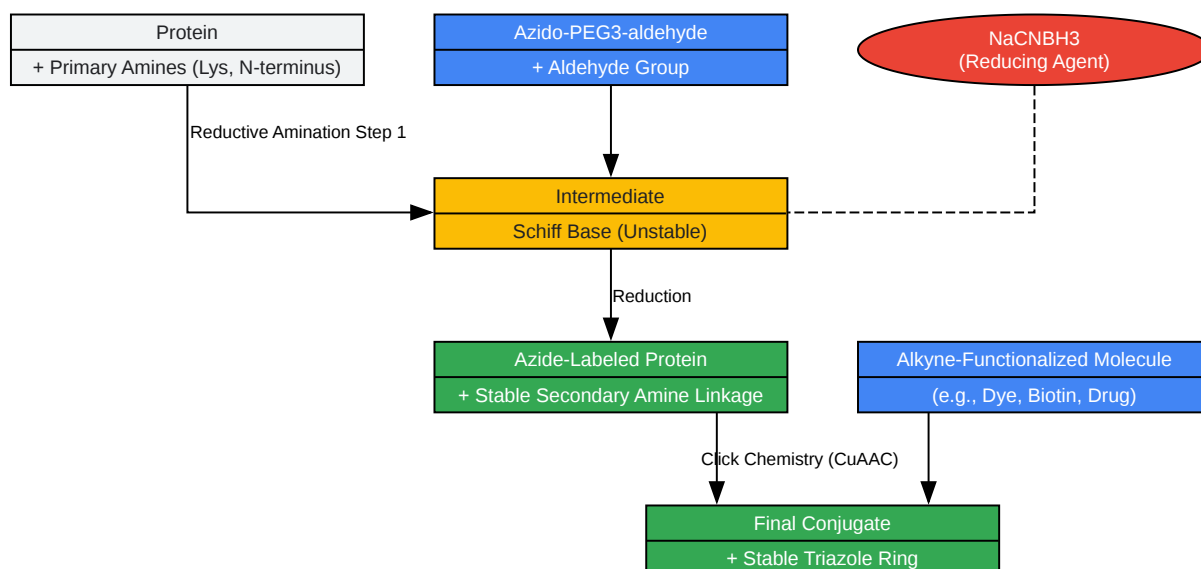 Protein
+ Primary Amines (Lys, N-terminus)
Azido-PEG3-aldehyde
+ Aldehyde Group
NaCNBH3
(Reducing Agent)
Reductive Amination Step 1
Intermediate
Schiff Base (Unstable)
Reduction
Azide-Labeled Protein
+ Stable Secondary Amine Linkage
Alkyne-Functionalized Molecule
(e.g., Dye, Biotin, Drug)
Click Chemistry (CuAAC)
Final Conjugate
+ Stable Triazole Ring